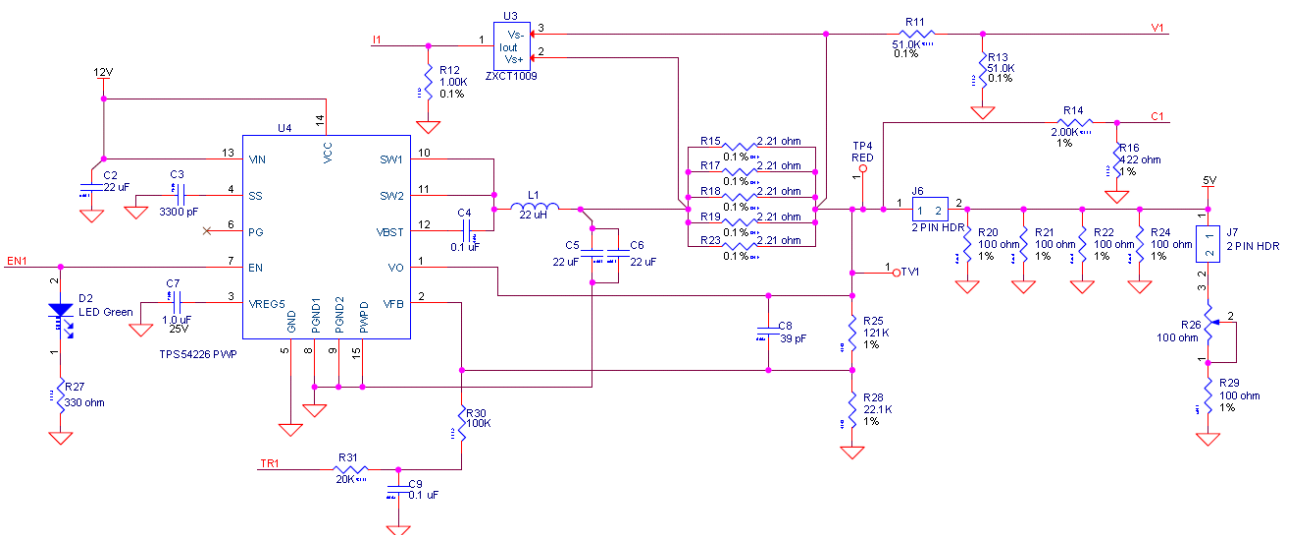 I1
R12
1.00K
0.1%
1
U3
Vs-
Iout
Vs+
ZXCT1009
3
2
R11
51.0K
0.1%
V1
R13
51.0K
0.1%
12V
14
U4
VCC
R14
2.00K
1%
C1
R16
422 ohm
1%
C2
22 uF
13
VIN
C3
3300 pF
4
SS
6
PG
EN1
7
EN
C7
1.0 uF
25V
3
VREG5
SW1
10
SW2
11
VBST
12
VO
1
VFB
2
GND
PGND1
PGND2
PWPD
5
8
9
15
TPS54226 PWP
C4
0.1 uF
L1
22 uH
C5
22 uF
C6
22 uF
R15
2.21 ohm
0.1%
R17
2.21 ohm
0.1%
R18
2.21 ohm
0.1%
R19
2.21 ohm
0.1%
R23
2.21 ohm
0.1%
TP4
RED
1
J6
1
1 2
2
2 PIN HDR
5V
1
J7
1
2
2 PIN HDR
2
R20
100 ohm
1%
R21
100 ohm
1%
R22
100 ohm
1%
R24
100 ohm
1%
1
TV1
3
R26
100 ohm
2
1
R29
100 ohm
1%
C8
39 pF
R25
121K
1%
R28
22.1K
1%
2
D2
LED Green
1
R27
330 ohm
R30
100K
TR1
R31
20K
C9
0.1 uF